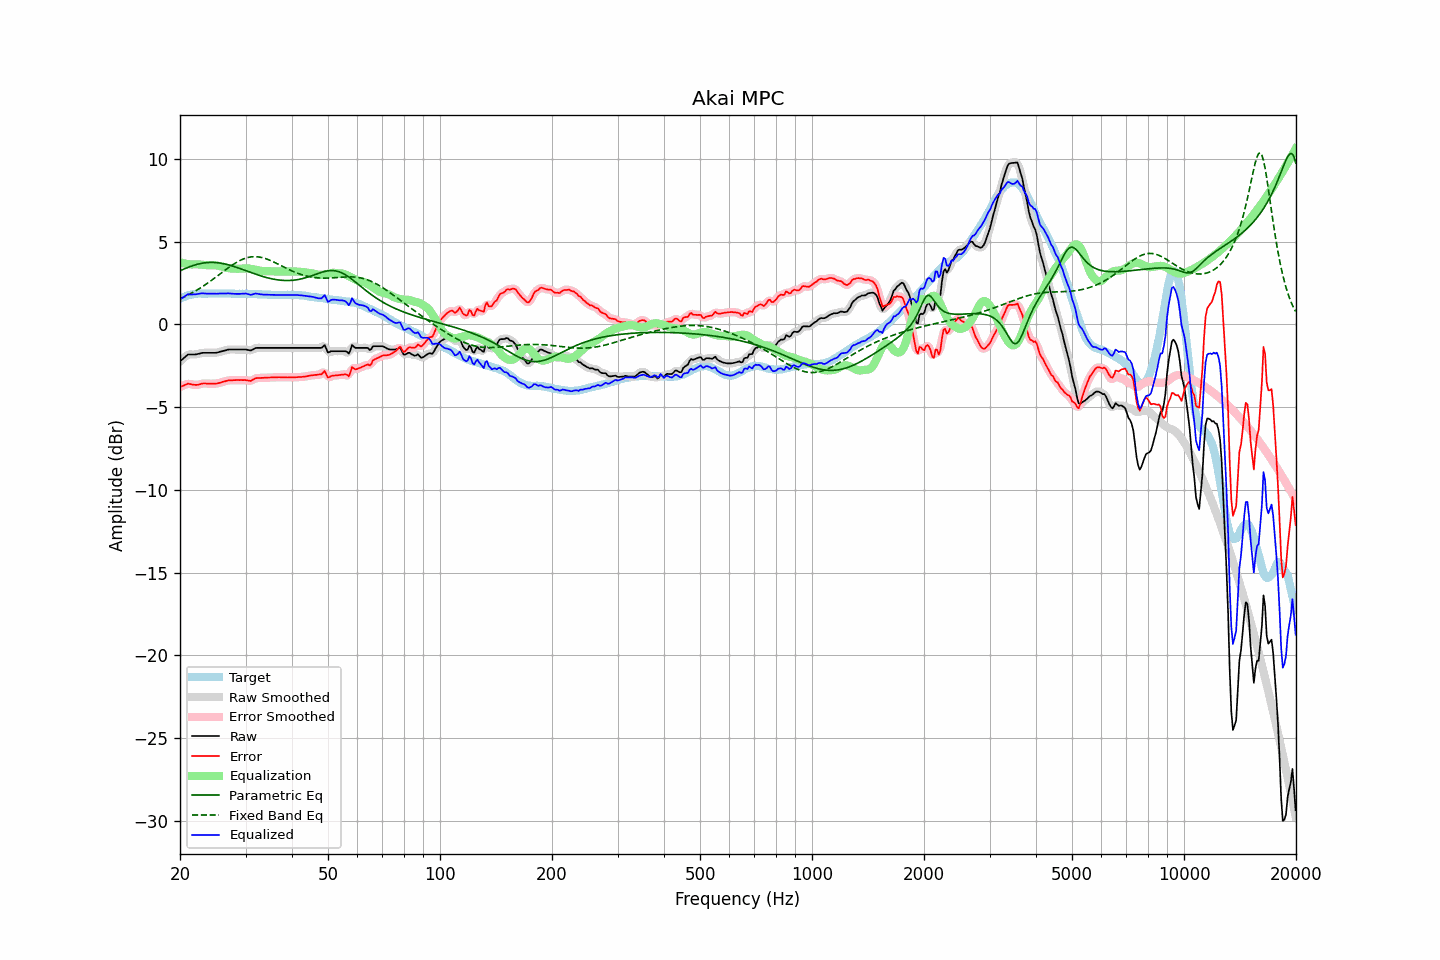 Akai MPC
Amplitude (dBr)
10
5
0
−5
−10
−15
−20
−25
−30
Target
Raw Smoothed
Error Smoothed
Raw
Error
Equalization
Parametric Eq
Fixed Band Eq
Equalized
20 50 100 200 500 1000 2000 5000 10000 20000
Frequency (Hz)